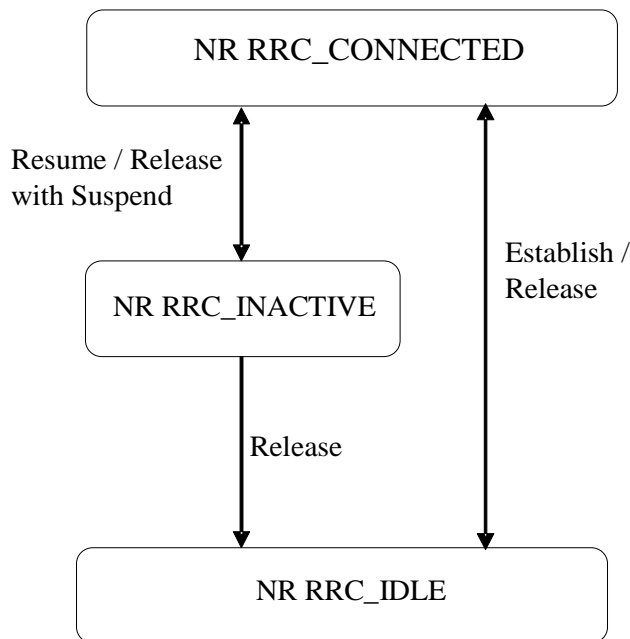 NR RRC_CONNECTED
Resume / Release
with Suspend
Establish /
Release
NR RRC_INACTIVE
Release
NR RRC_IDLE